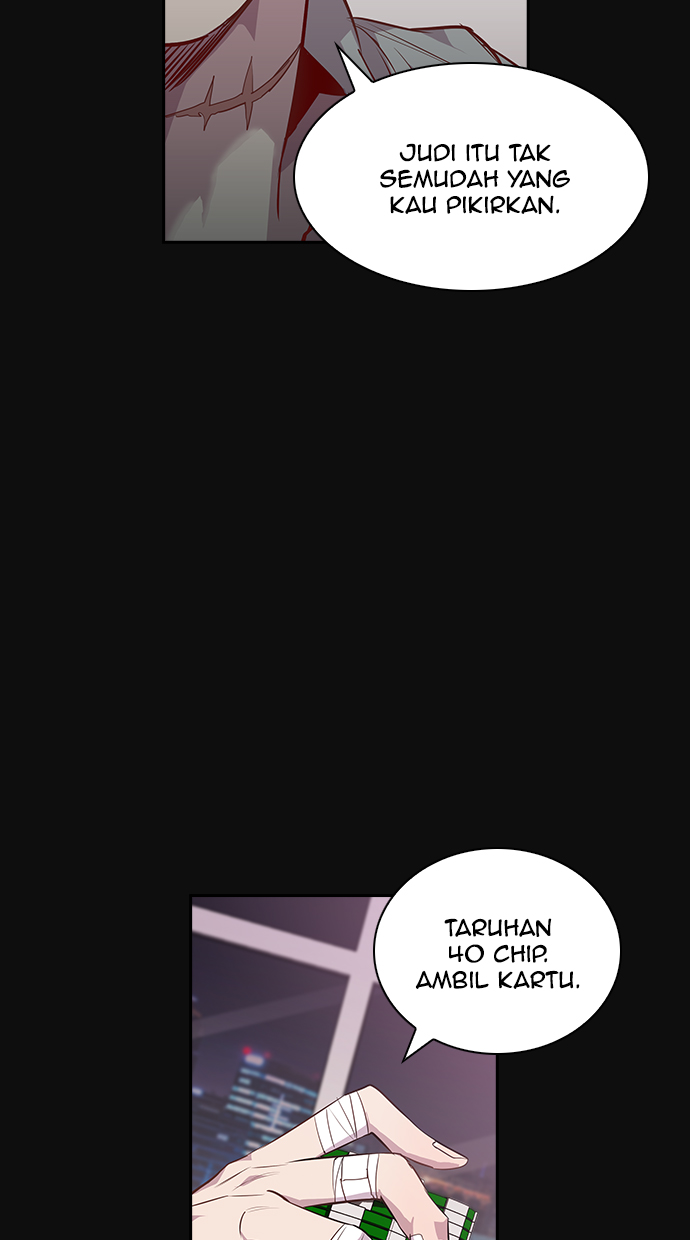 JUDI ITU TAK
SEMUDAH YANG
KAU PIKIRKAN.
TARUHAN
40 CHIP.
AMBIL KARTU.